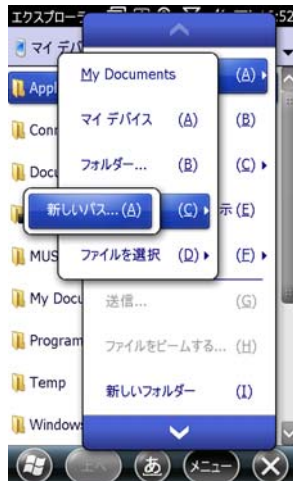 エクスプローラ
:52
マイ デバ
Appl
Conn
Docu
MUS
My Docu
Program
Temp
Window
My Documents
マイ デバイス (A)
フォルダー... (B)
新しいパス...(A)
(C)
ファイルを選択 (D)
(A)
(B)
(C)
示 (E)
(F)
送信... (G)
ファイルをビームする... (H)
新しいフォルダー (I)
上へ
あ
メニュー